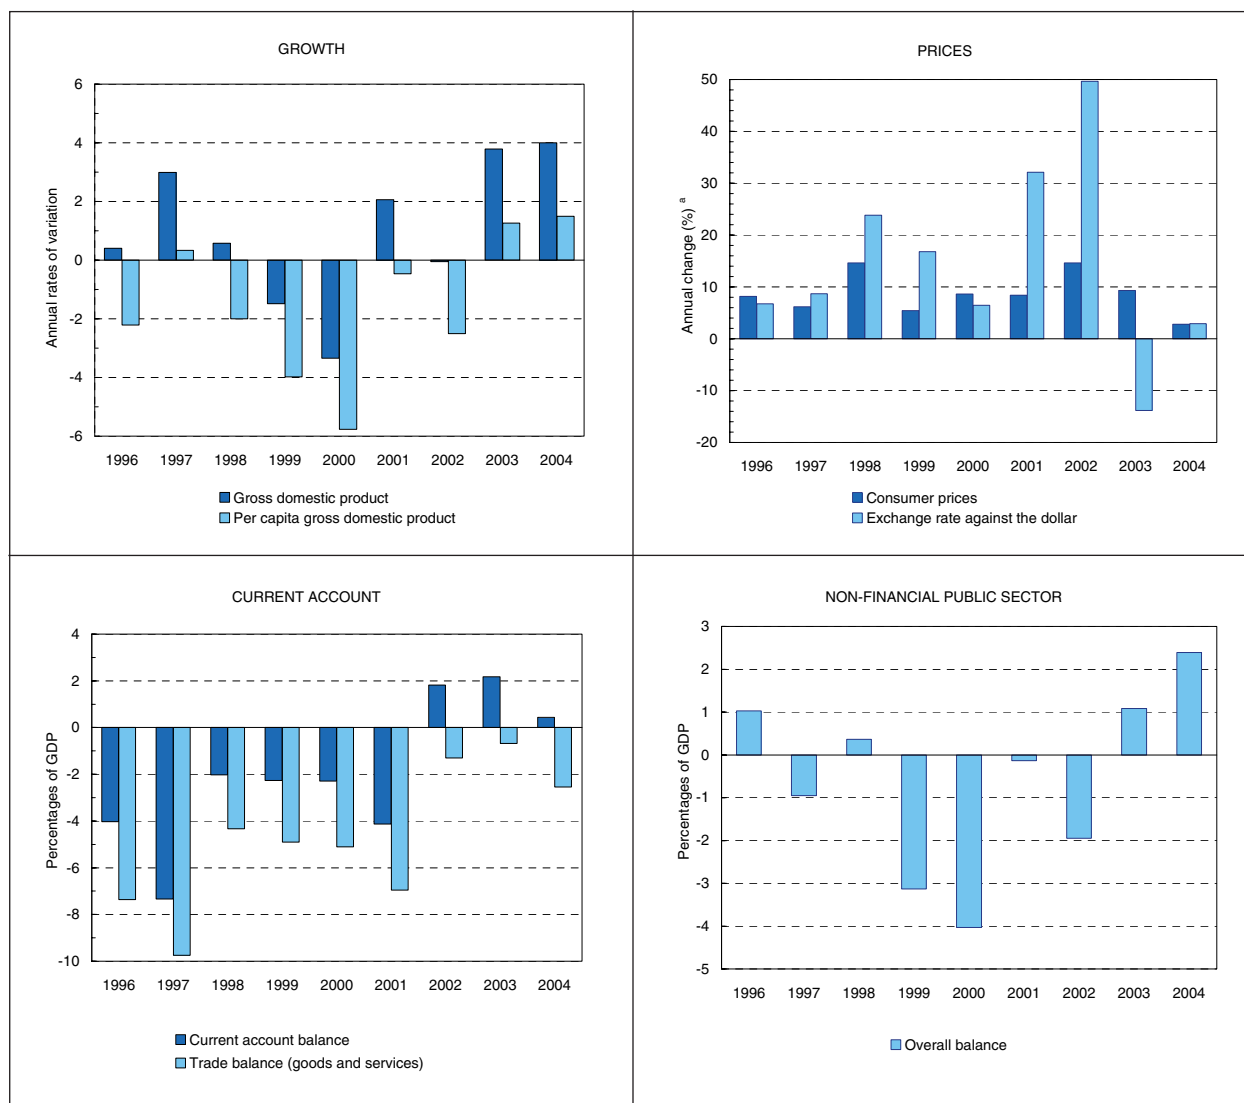 GROWTH
6
4
2
0
-2
-4
-6
Annual rates of variation
1996 1997 1998 1999 2000 2001 2002 2003 2004
Gross domestic product
Per capita gross domestic product
PRICES
50
40
30
20
10
0
-10
-20
Annual change (%) a
1996 1997 1998 1999 2000 2001 2002 2003 2004
Consumer prices
Exchange rate against the dollar
CURRENT ACCOUNT
4
2
0
-2
-4
-6
-8
-10
Percentages of GDP
1996 1997 1998 1999 2000 2001 2002 2003 2004
Current account balance
Trade balance (goods and services)
NON-FINANCIAL PUBLIC SECTOR
3
2
1
0
-1
-2
-3
-4
-5
Percentages of GDP
1996 1997 1998 1999 2000 2001 2002 2003 2004
Overall balance